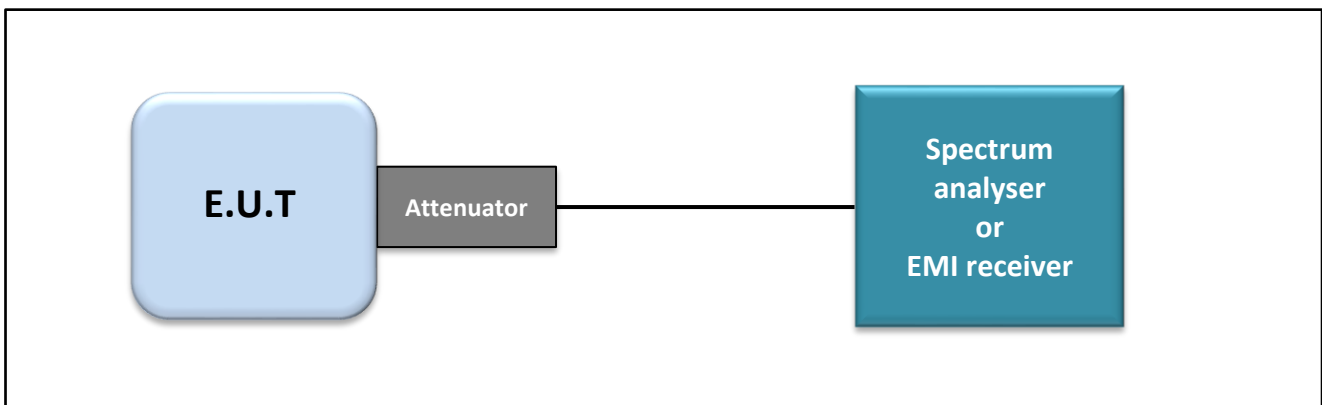 E.U.T
Attenuator
Spectrum
analyser
or
EMI receiver